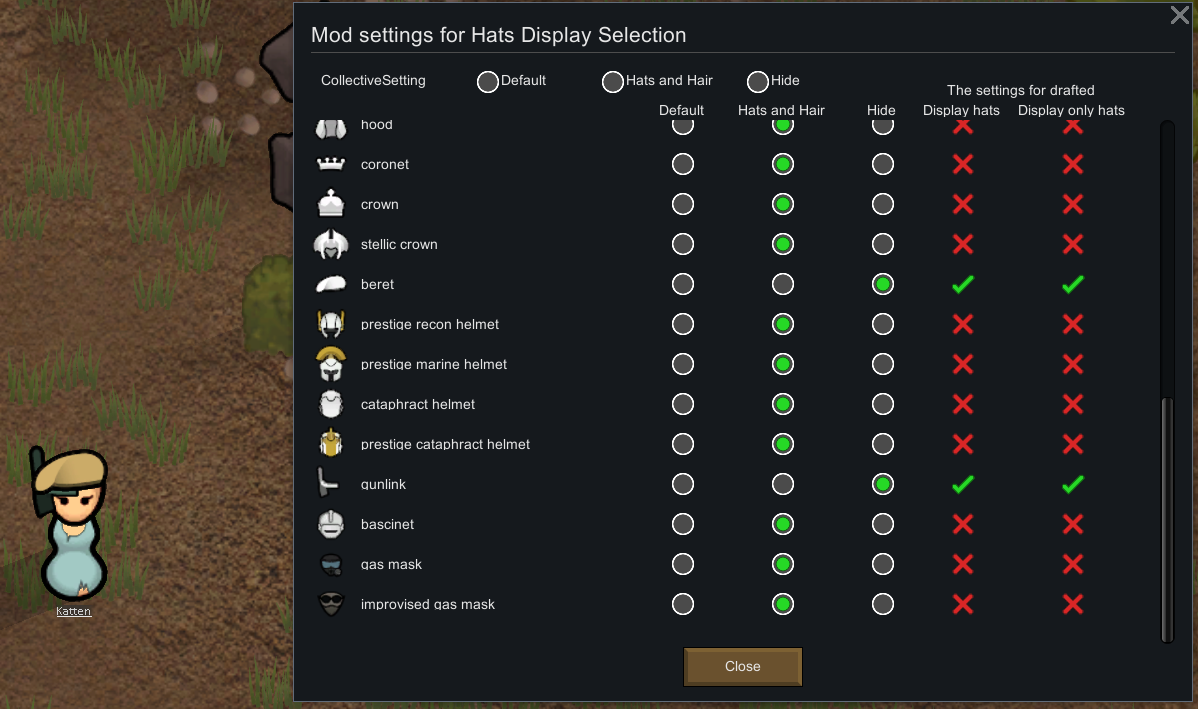 Mod settings for Hats Display Selection
CollectiveSetting Default Hats and Hair Hide
The settings for drafted
Default Hats and Hair Hide Display hats Display only hats
hood
coronet
crown
stellic crown
beret
prestige recon helmet
prestige marine helmet
cataphract helmet
prestige cataphract helmet
gunlink
bascinet
gas mask
improvised gas mask
Katten
Close